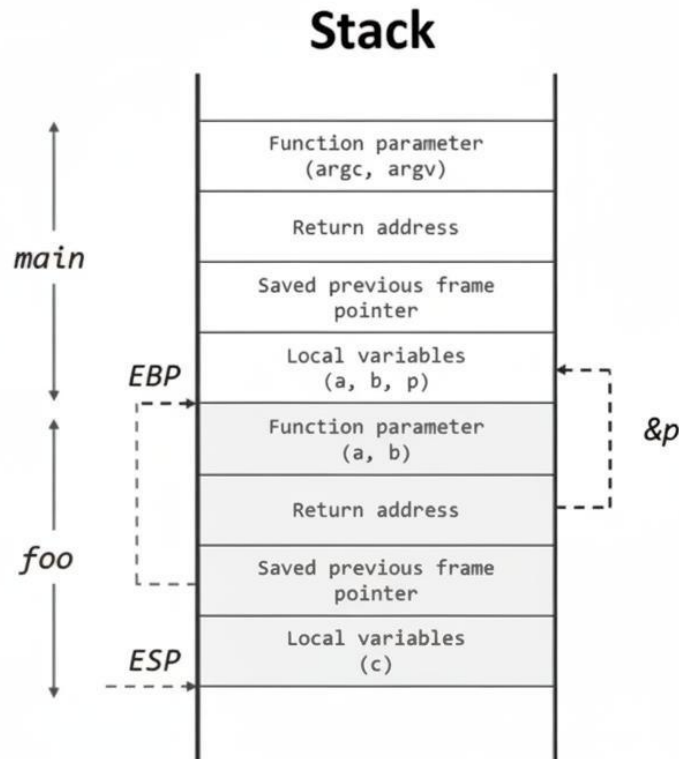 Stack
Function parameter
(argc, argv)
Return address
main
Saved previous frame
pointer
EBP
Local variables
(a, b, p)
Function parameter
(a, b)
&p
Return address
foo
Saved previous frame
pointer
ESP
Local variables
(c)